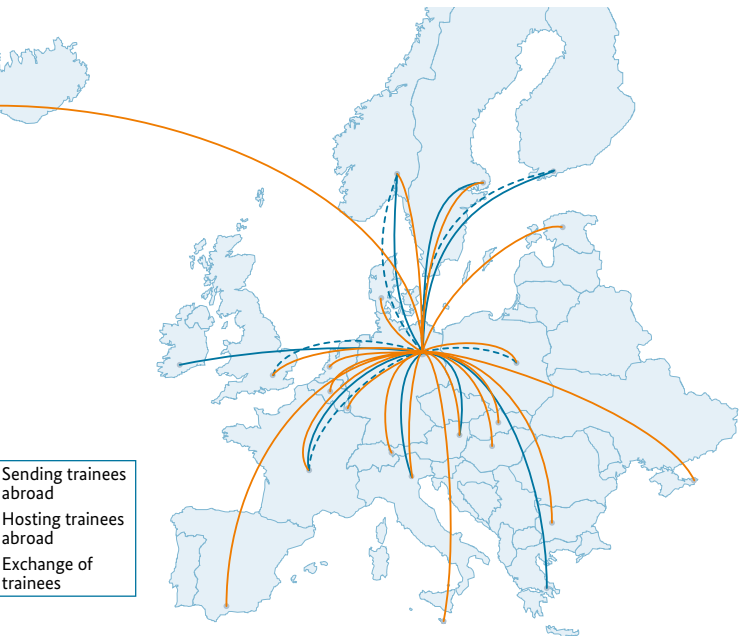 Sending trainees
abroad
Hosting trainees
abroad
Exchange of
trainees